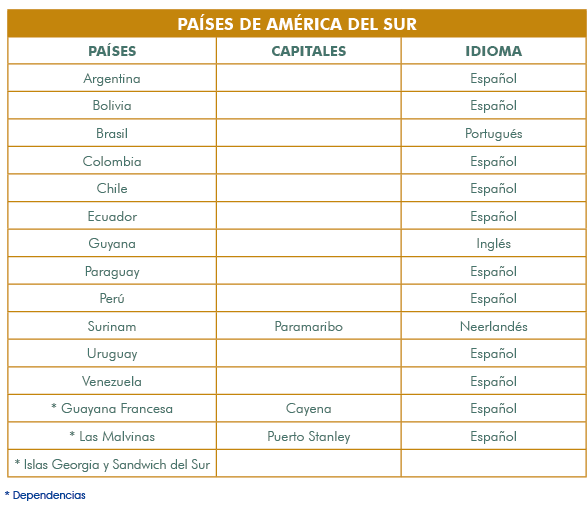 PAÍSES DE AMÉRICA DEL SUR
PAÍSES CAPITALES IDIOMA
Argentina Español
Bolivia Español
Brasil Portugués
Colombia Español
Chile Español
Ecuador Español
Guyana Inglés
Paraguay Español
Perú Español
Surinam Paramaribo Neerlandés
Uruguay Español
Venezuela Español
* Guayana Francesa Cayena Español
* Las Malvinas Puerto Stanley Español
* Islas Georgia y Sandwich del Sur
* Dependencias